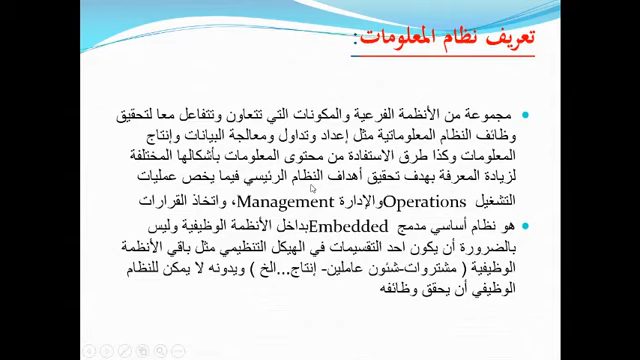 تعريف نظام المعلومات:
• مجموعة من الأنظمة الفرعية والمكونات التي تتعاون وتتفاعل معا لتحقيق
وظائف النظام المعلوماتية مثل إعداد وتداول ومعالجة البيانات وإنتاج
المعلومات وكذا طرق الاستفادة من محتوى المعلومات بأشكالها المختلفة
لزيادة المعرفة بهدف تحقيق أهداف النظام الرئيسي فيما يخص عمليات
التشغيل Operations والإدارة Management، واتخاذ القرارات
• هو نظام أساسي مدمج Embedded بداخل الأنظمة الوظيفية وليس
بالضرورة أن يكون احد التقسيمات في الهيكل التنظيمي مثل باقي الأنظمة
الوظيفية ( مشتروات-شئون عاملين- إنتاج...الخ ) وبدونه لا يمكن للنظام
الوظيفي أن يحقق وظائفه